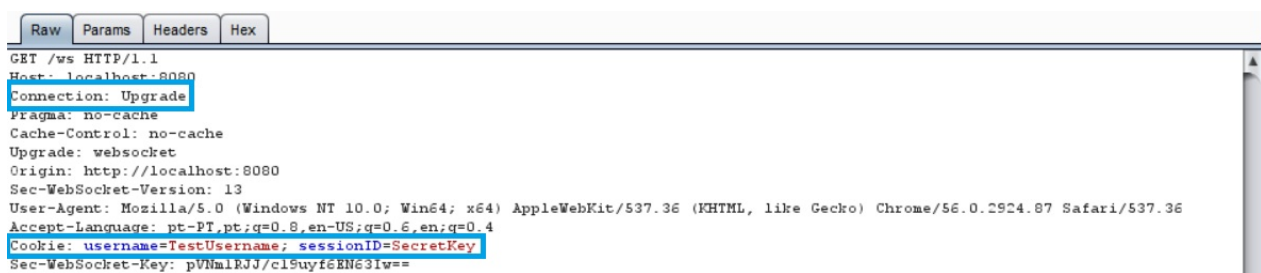 Raw Params Headers Hex
GET /ws HTTP/1.1
Host: localhost:8080
Connection: Upgrade
Pragma: no-cache
Cache-Control: no-cache
Upgrade: websocket
Origin: http://localhost:8080
Sec-WebSocket-Version: 13
User-Agent: Mozilla/5.0 (Windows NT 10.0; Win64; x64) AppleWebKit/537.36 (KHTML, like Gecko) Chrome/56.0.2924.87 Safari/537.36
Accept-Language: pt-PT,pt;q=0.8,en-US;q=0.6,en;q=0.4
Cookie: username=TestUsername; sessionID=SecretKey
Sec-WebSocket-Key: pVNmlRJJ/cl9uyf6EN63Iw==